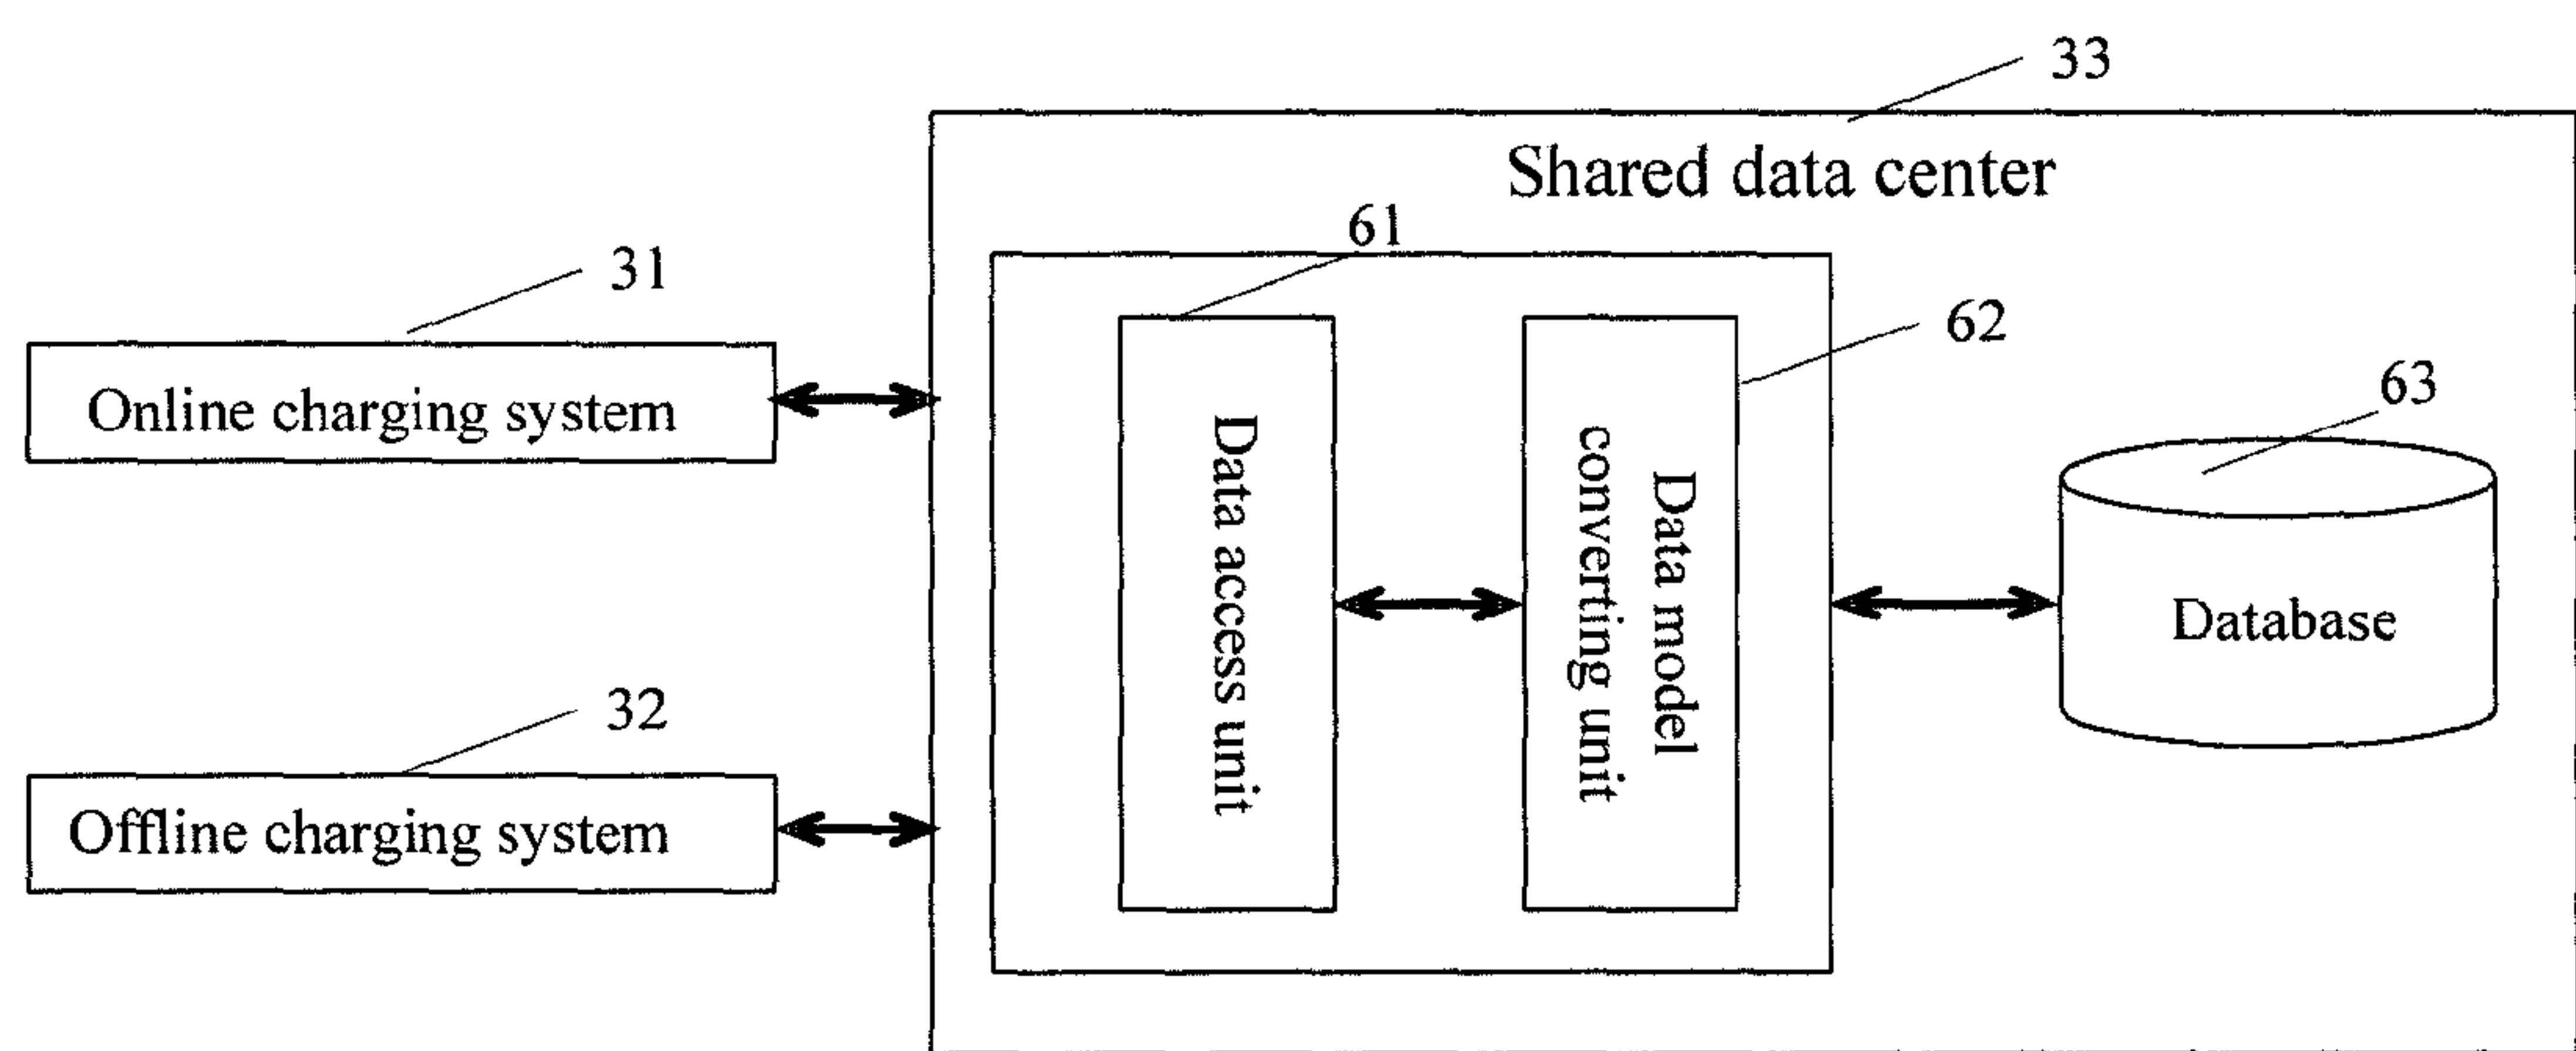 33
Shared data center
61
31
62
Online charging system
63
Data access unit
Data model
converting unit
Database
32
Offline charging system